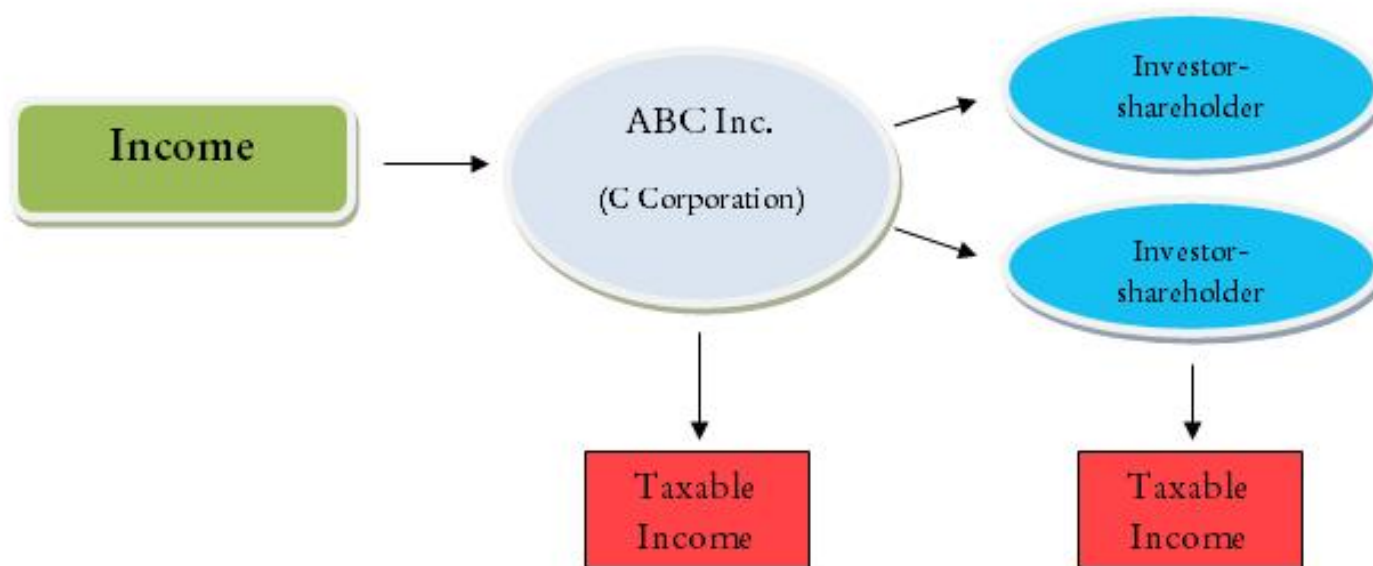 Income
ABC Inc.
(C Corporation)
Investor-
shareholder
Investor-
shareholder
Taxable
Income
Taxable
Income